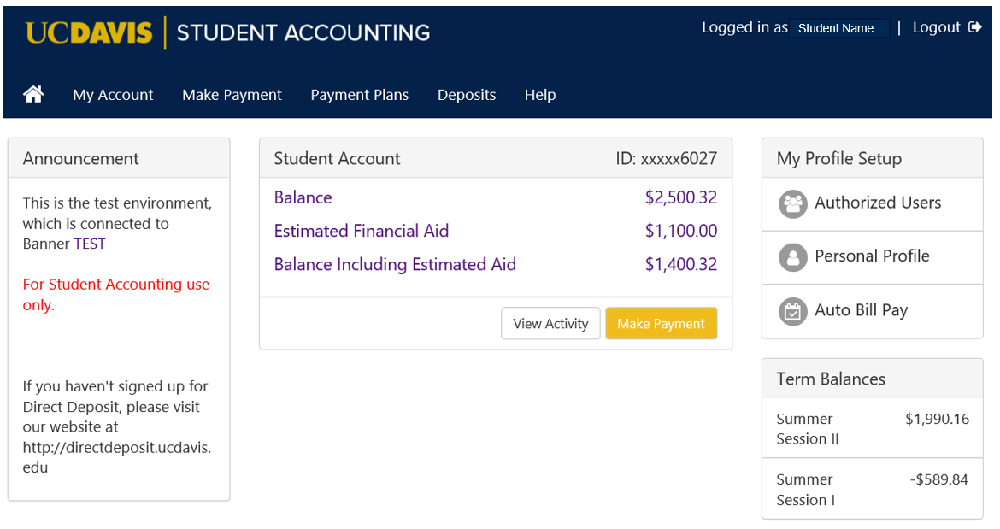 UCDAVIS STUDENT ACCOUNTING
Logged in as Student Name | Logout
My Account Make Payment Payment Plans Deposits Help
Announcement
This is the test environment,
which is connected to
Banner TEST
For Student Accounting use
only.
If you haven't signed up for
Direct Deposit, please visit
our website at
http://directdeposit.ucdavis.
edu
Student Account ID: xxxxx6027
Balance $2,500.32
Estimated Financial Aid $1,100.00
Balance Including Estimated Aid $1,400.32
View Activity Make Payment
My Profile Setup
Authorized Users
Personal Profile
Auto Bill Pay
Term Balances
Summer $1,990.16
Session II
Summer -$589.84
Session I